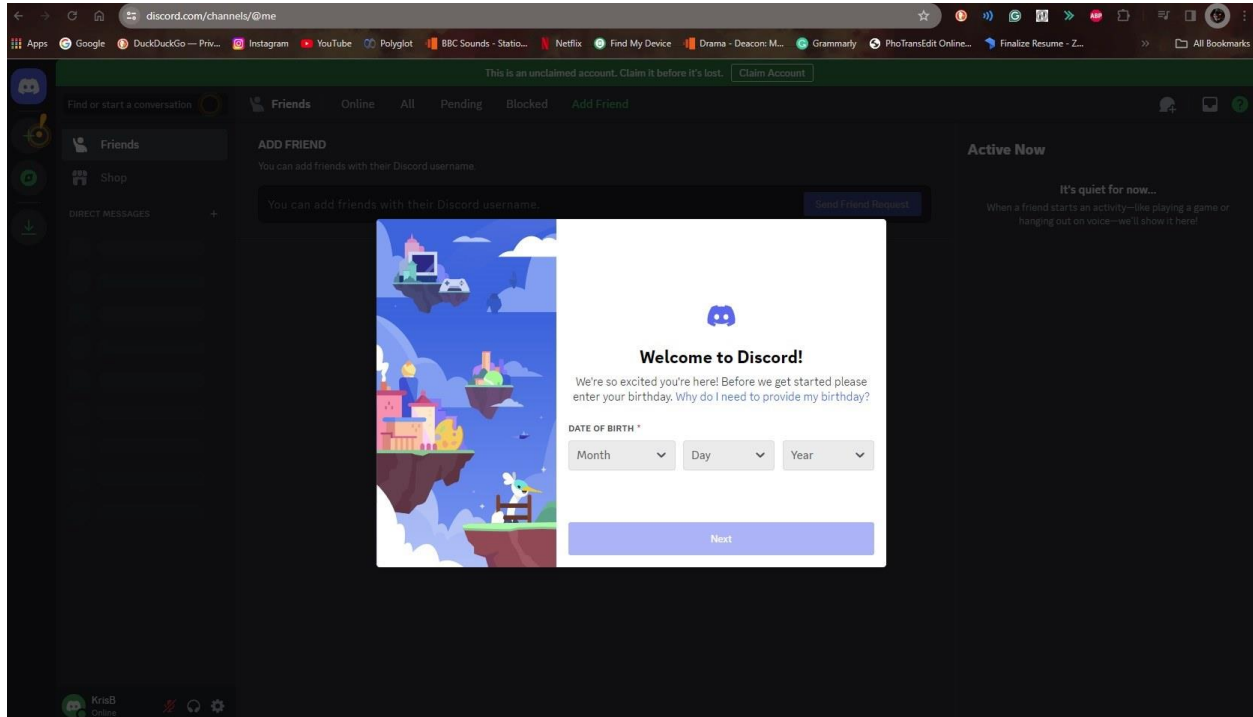 discord.com/channels/@me
ABP
Apps Google DuckDuckGo — Priv... Instagram YouTube Polyglot BBC Sounds - Statio... Netflix Find My Device Drama - Deacon: M... Grammarly PhoTransEdit Online... Finalize Resume - Z... » All Bookmarks
This is an unclaimed account. Claim it before it's lost. Claim Account
Find or start a conversation
Friends Online All Pending Blocked Add Friend
Friends
Shop
DIRECT MESSAGES +
ADD FRIEND
You can add friends with their Discord username.
You can add friends with their Discord username. Send Friend Request
Active Now
It's quiet for now...
When a friend starts an activity—like playing a game or
hanging out on voice—we'll show it here!
Welcome to Discord!
We're so excited you're here! Before we get started please
enter your birthday. Why do I need to provide my birthday?
DATE OF BIRTH *
Month Day Year
Next
KrisB
Online